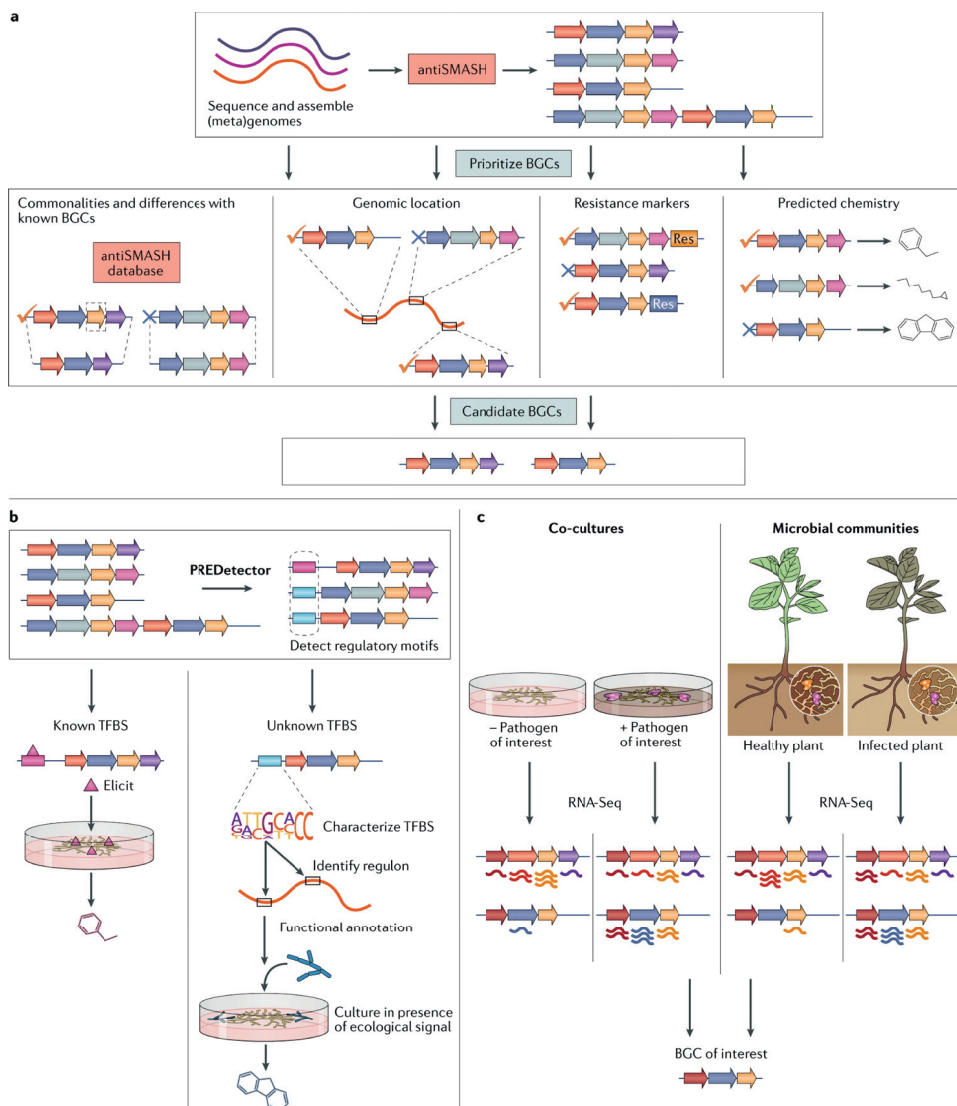 a
Sequence and assemble
(meta)genomes
antiSMASH
Prioritize BGCs
Commonalities and differences with
known BGCs
antiSMASH
database
Genomic location
Resistance markers
Res
Res
Predicted chemistry
Candidate BGCs
b
PREDetector
Detect regulatory motifs
Known TFBS
Elicit
Unknown TFBS
Characterize TFBS
Identify regulon
Functional annotation
Culture in presence
of ecological signal
c
Co-cultures
Microbial communities
– Pathogen
of interest
+ Pathogen
of interest
Healthy plant
Infected plant
RNA-Seq
RNA-Seq
BGC of interest